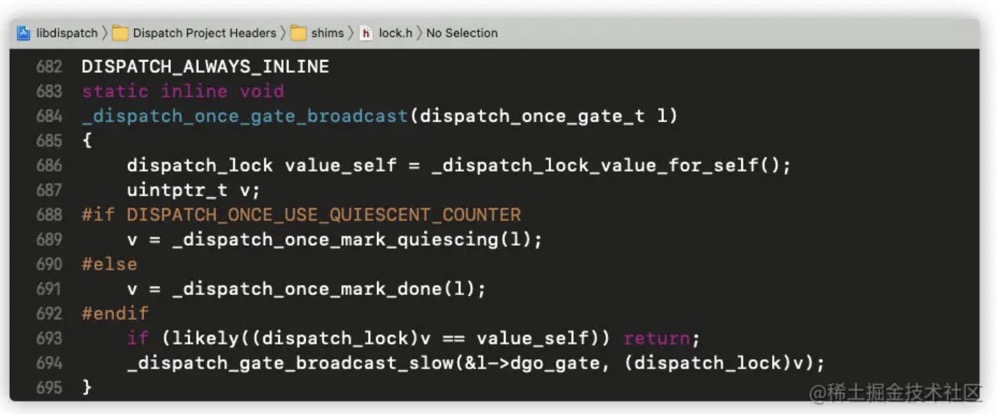 libdispatch 〉 Dispatch Project Headers 〉 shims 〉 h lock.h 〉 No Selection
682 DISPATCH_ALWAYS_INLINE
683 static inline void
684 _dispatch_once_gate_broadcast(dispatch_once_gate_t l)
685 {
686     dispatch_lock value_self = _dispatch_lock_value_for_self();
687     uintptr_t v;
688 #if DISPATCH_ONCE_USE_QUIESCENT_COUNTER
689     v = _dispatch_once_mark_quiescing(l);
690 #else
691     v = _dispatch_once_mark_done(l);
692 #endif
693     if (likely((dispatch_lock)v == value_self)) return;
694     _dispatch_gate_broadcast_slow(&l->dgo_gate, (dispatch_lock)v);
695 }
@稀土掘金技术社区